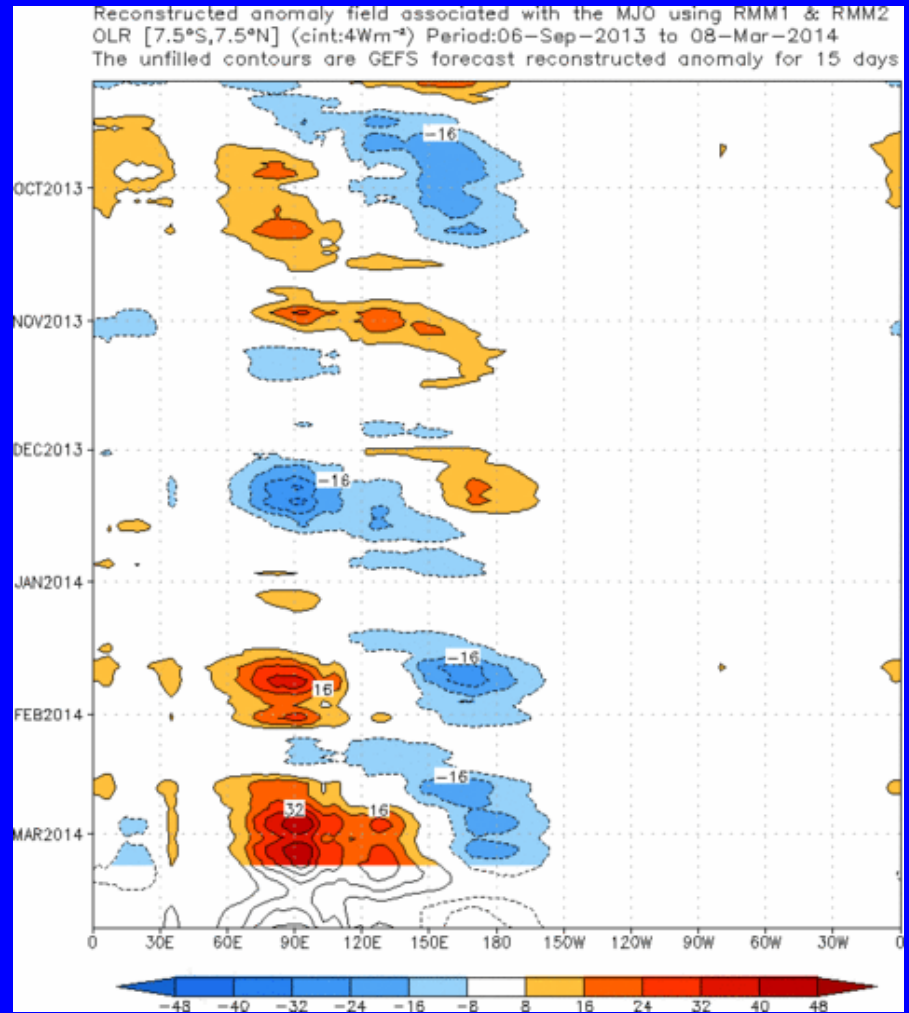 Reconstructed anomaly field associated with the MJO using RMM1 & RMM2
OLR [7.5°S,7.5°N] (cint:4Wm⁻²) Period:06-Sep-2013 to 08-Mar-2014
The unfilled contours are GEFS forecast reconstructed anomaly for 15 days
-16
OCT2013
NOV2013
DEC2013
-16
JAN2014
-16
16
FEB2014
-16
32
16
MAR2014
0 30E 60E 90E 120E 150E 180 150W 120W 90W 60W 30W 0
-48 -40 -32 -24 -16 -8 8 16 24 32 40 48